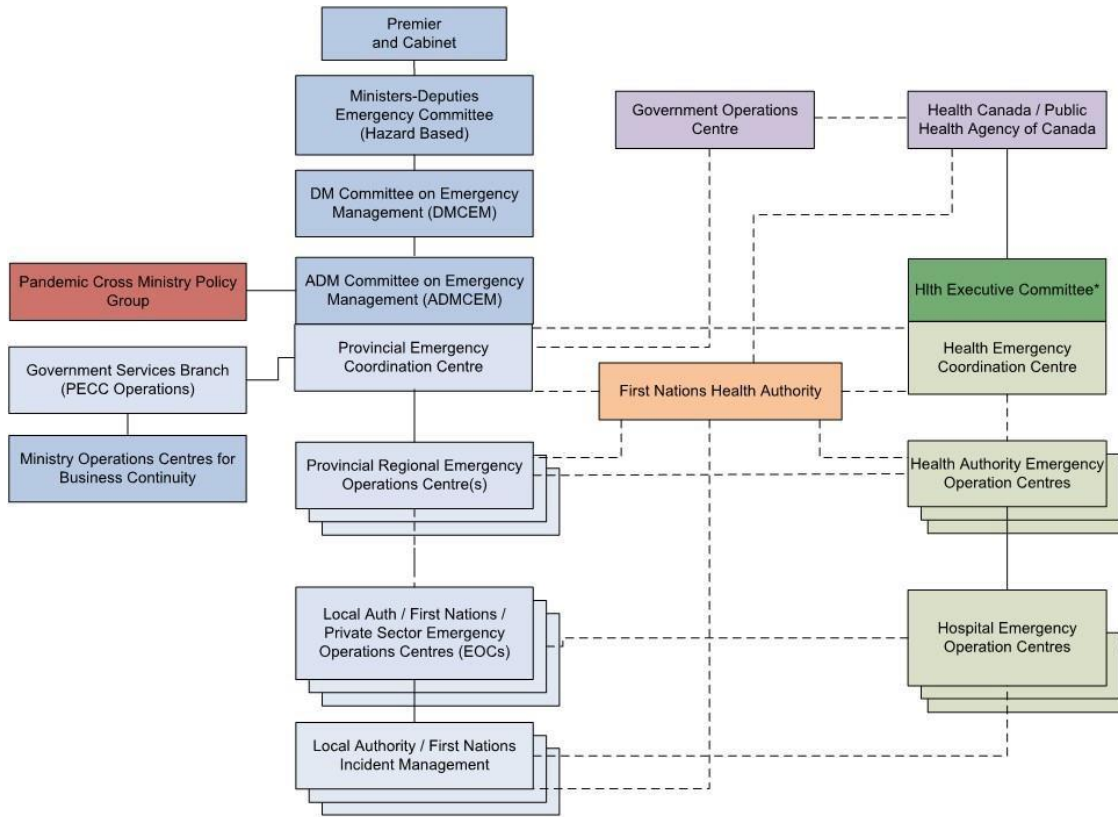 Premier
and Cabinet
Ministers-Deputies
Emergency Committee
(Hazard Based)
Government Operations
Centre
Health Canada / Public
Health Agency of Canada
DM Committee on Emergency
Management (DMCEM)
Pandemic Cross Ministry Policy
Group
ADM Committee on Emergency
Management (ADMCEM)
Hlth Executive Committee*
Provincial Emergency
Coordination Centre
Health Emergency
Coordination Centre
Government Services Branch
(PECC Operations)
First Nations Health Authority
Ministry Operations Centres for
Business Continuity
Provincial Regional Emergency
Operations Centre(s)
Health Authority Emergency
Operation Centres
Local Auth / First Nations /
Private Sector Emergency
Operations Centres (EOCs)
Hospital Emergency
Operation Centres
Local Authority / First Nations
Incident Management